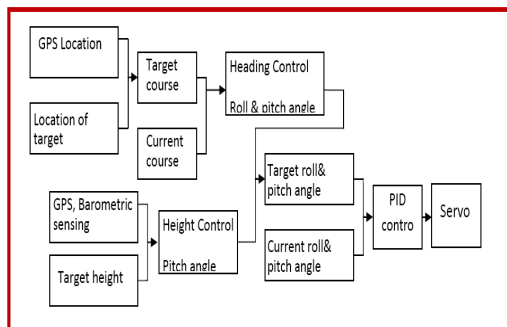 GPS Location
Location of
target
Target
course
Current
course
Heading Control
Roll & pitch angle
GPS, Barometric
sensing
Target height
Height Control
Pitch angle
Target roll&
pitch angle
Current roll&
pitch angle
PID
contro
Servo